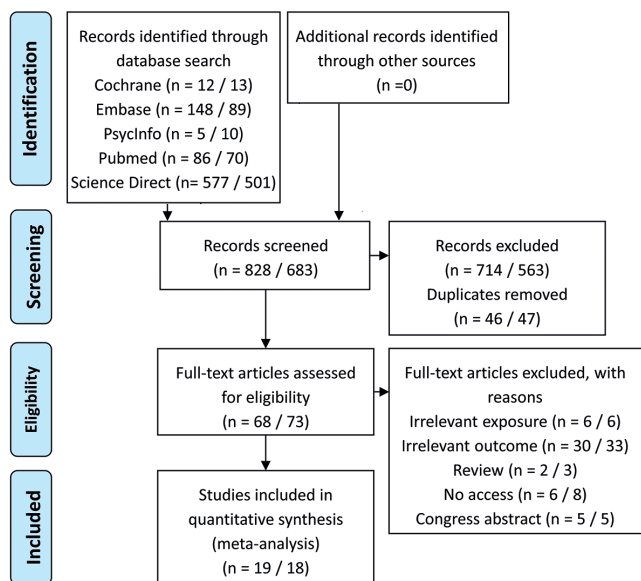 Identification
Records identified through
database search
Cochrane (n = 12 / 13)
Embase (n = 148 / 89)
PsycInfo (n = 5 / 10)
Pubmed (n = 86 / 70)
Science Direct (n= 577 / 501)
Additional records identified
through other sources
(n =0)
Screening
Records screened
(n = 828 / 683)
Records excluded
(n = 714 / 563)
Duplicates removed
(n = 46 / 47)
Eligibility
Full-text articles assessed
for eligibility
(n = 68 / 73)
Full-text articles excluded, with
reasons
Irrelevant exposure (n = 6 / 6)
Irrelevant outcome (n = 30 / 33)
Review (n = 2 / 3)
No access (n = 6 / 8)
Congress abstract (n = 5 / 5)
Included
Studies included in
quantitative synthesis
(meta-analysis)
(n = 19 / 18)